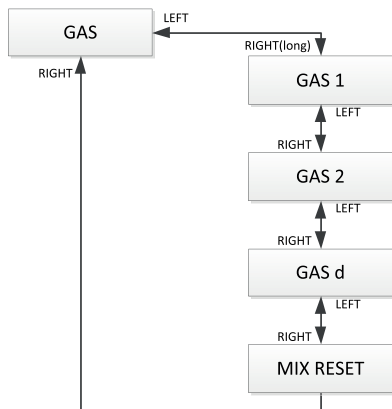 GAS
LEFT
RIGHT(long)
RIGHT
GAS 1
LEFT
RIGHT
GAS 2
LEFT
RIGHT
GAS d
LEFT
RIGHT
MIX RESET